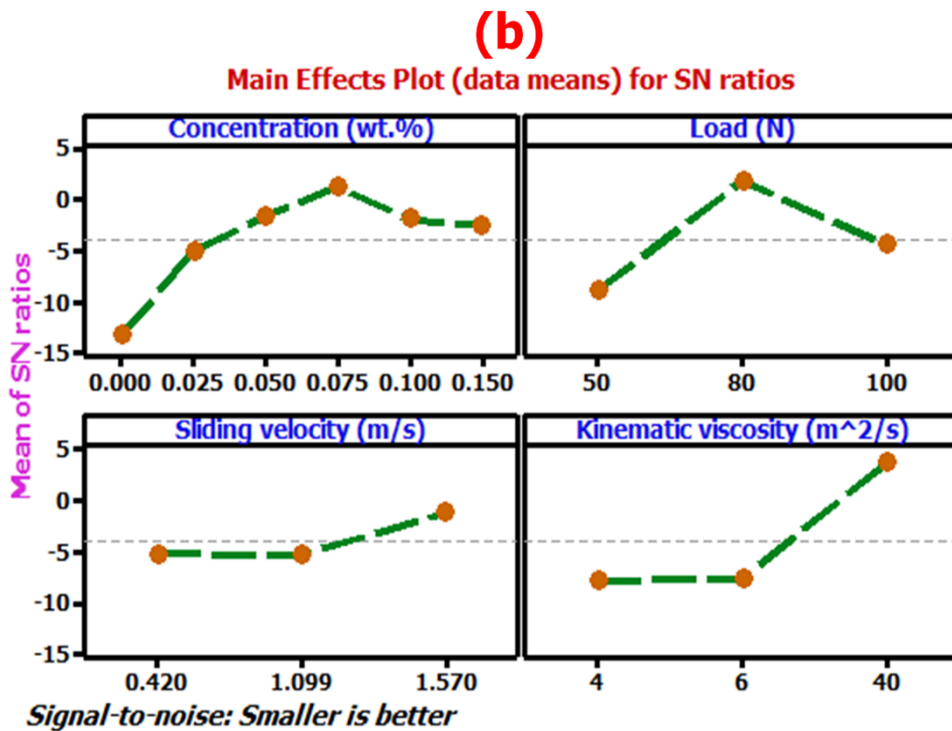 (b)
Main Effects Plot (data means) for SN ratios
Mean of SN ratios
Concentration (wt.%)
5
0
-5
-10
-15
0.000 0.025 0.050 0.075 0.100 0.150
Load (N)
50 80 100
Sliding velocity (m/s)
5
0
-5
-10
-15
0.420 1.099 1.570
Kinematic viscosity (m^2/s)
4 6 40
Signal-to-noise: Smaller is better